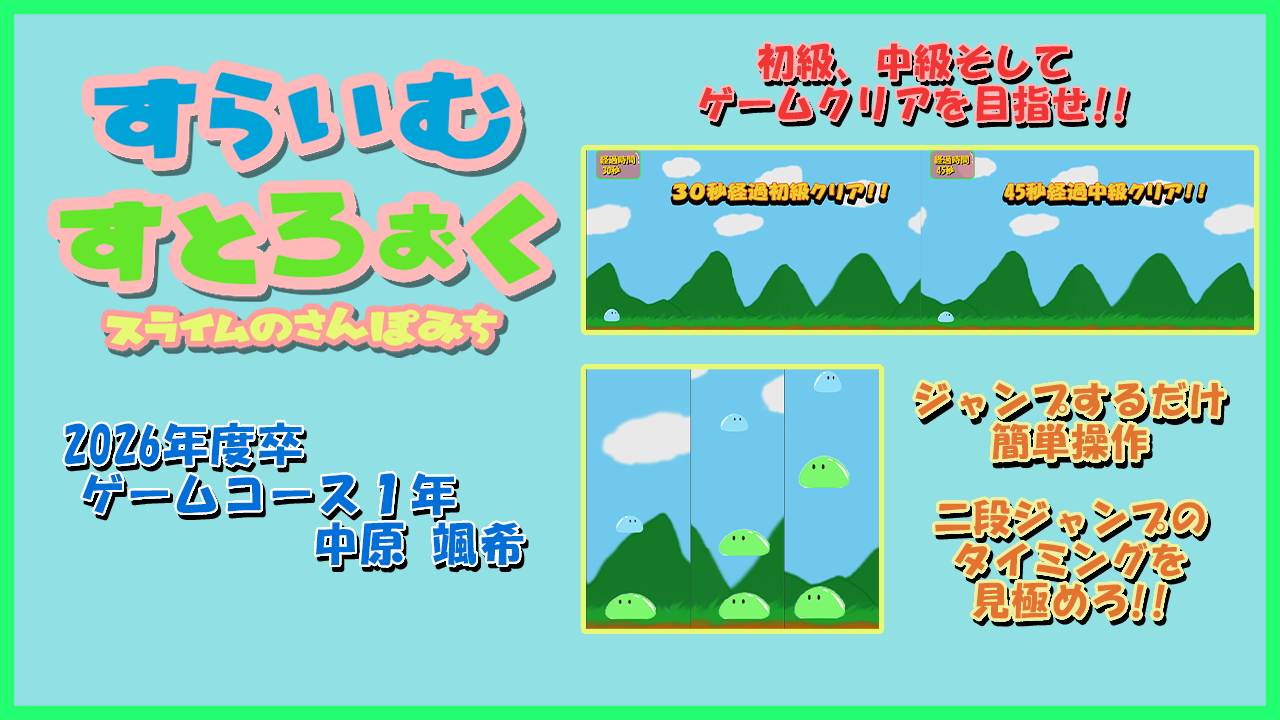 すらいむ
すとろぉく
スライムのさんぽみち
2026年度卒
ゲームコース１年
中原 颯希
初級、中級そして
ゲームクリアを目指せ!!
経過時間
30秒
30秒経過初級クリア!!
経過時間
45秒
45秒経過中級クリア!!
ジャンプするだけ
簡単操作
二段ジャンプの
タイミングを
見極めろ!!